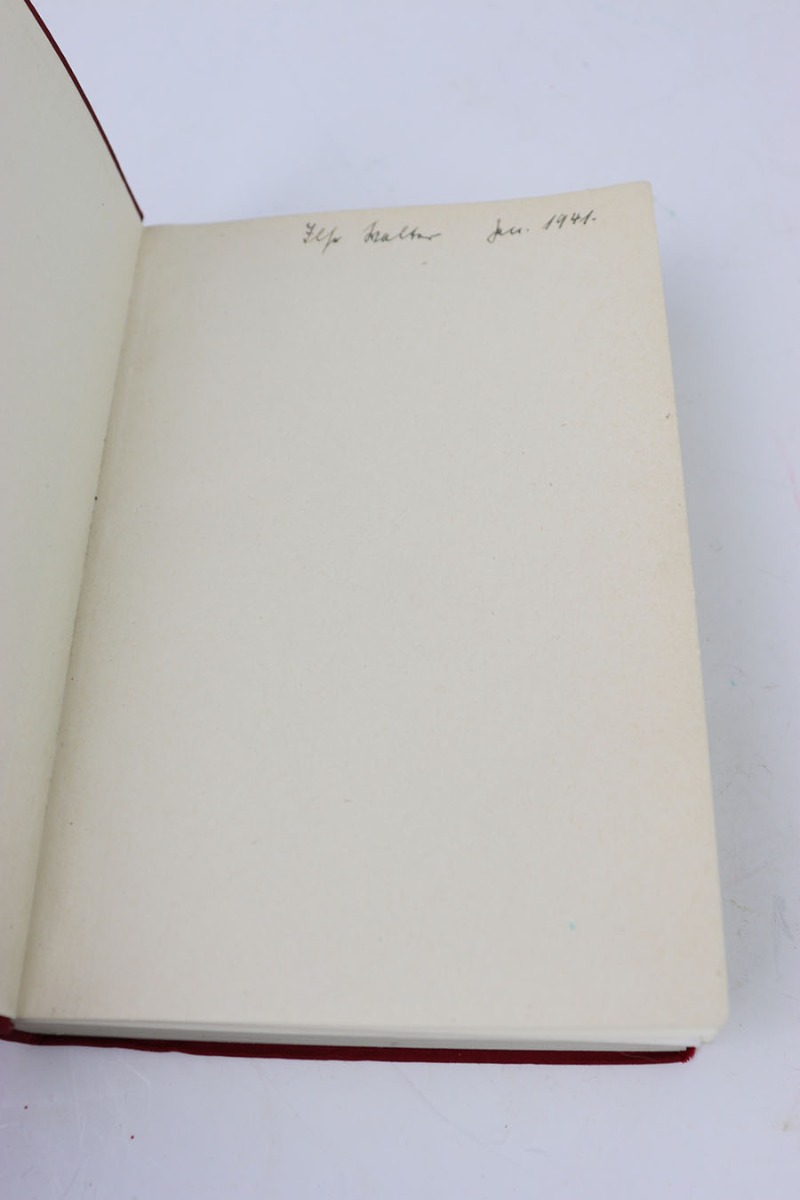 Ilse Walter Jan. 1941.